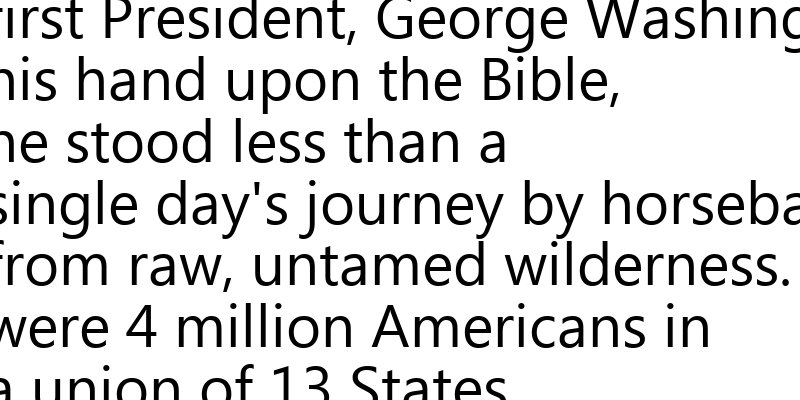 first President, George Washing
his hand upon the Bible,
he stood less than a
single day's journey by horseba
from raw, untamed wilderness.
were 4 million Americans in
a union of 13 States